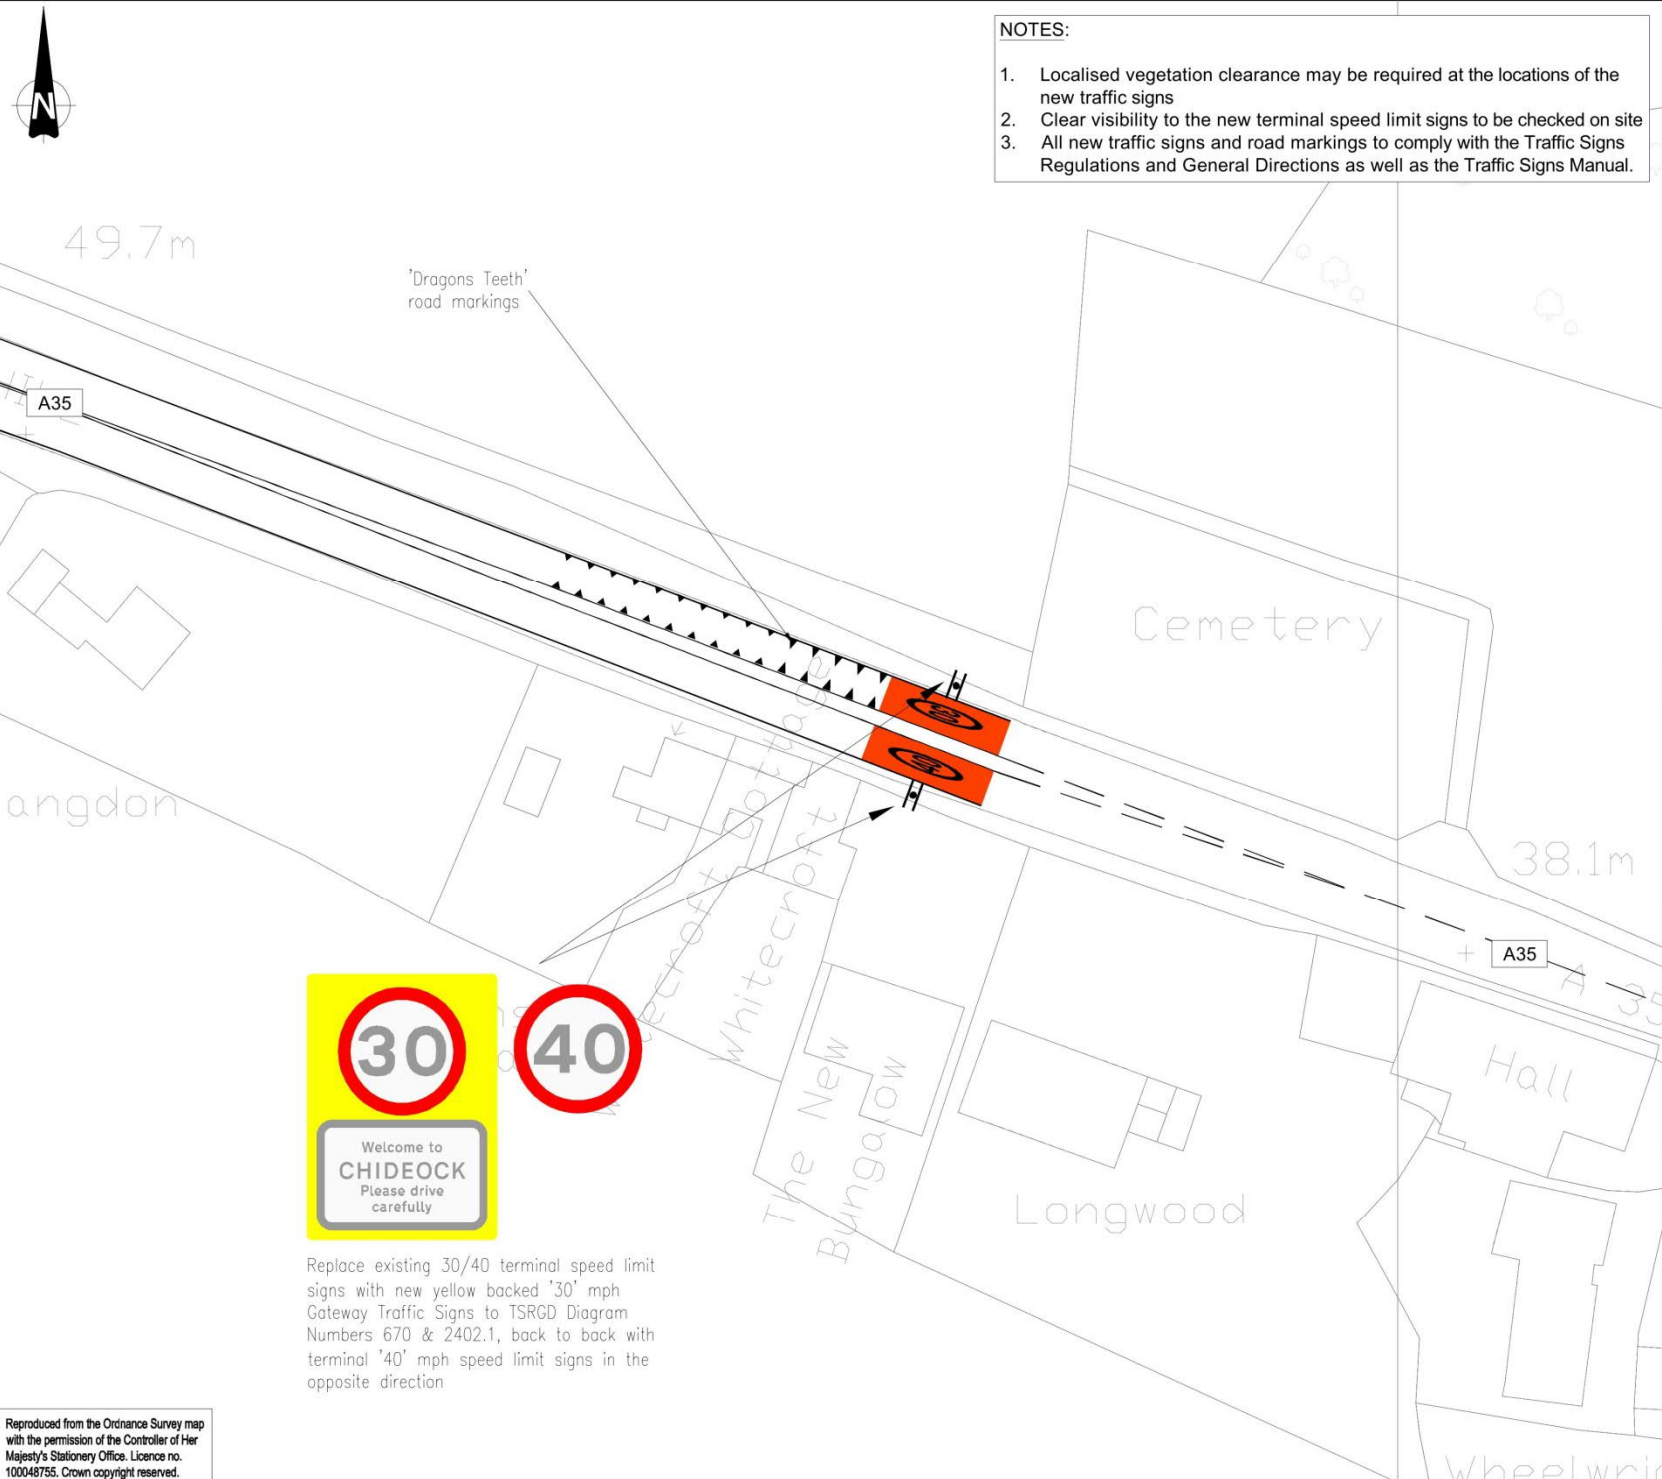 N
NOTES:
1. Localised vegetation clearance may be required at the locations of the
new traffic signs
2. Clear visibility to the new terminal speed limit signs to be checked on site
3. All new traffic signs and road markings to comply with the Traffic Signs
Regulations and General Directions as well as the Traffic Signs Manual.
49.7m
'Dragons Teeth'
road markings
A35
Cemetery
30
40
angdon
38.1m
A35
A 35
Whitecroft
Cottage
The New
Bungalow
Hall
Longwood
30
40
Welcome to
CHIDEOCK
Please drive
carefully
Replace existing 30/40 terminal speed limit
signs with new yellow backed '30' mph
Gateway Traffic Signs to TSRGD Diagram
Numbers 670 & 2402.1, back to back with
terminal '40' mph speed limit signs in the
opposite direction
Reproduced from the Ordnance Survey map
with the permission of the Controller of Her
Majesty's Stationery Office. Licence no.
100048755. Crown copyright reserved.